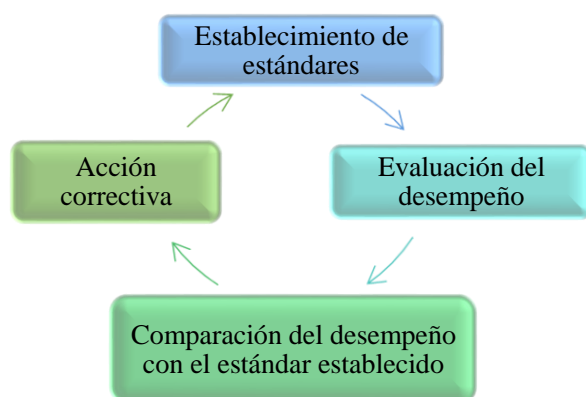 Establecimiento de
estándares
Evaluación del
desempeño
Comparación del desempeño
con el estándar establecido
Acción
correctiva